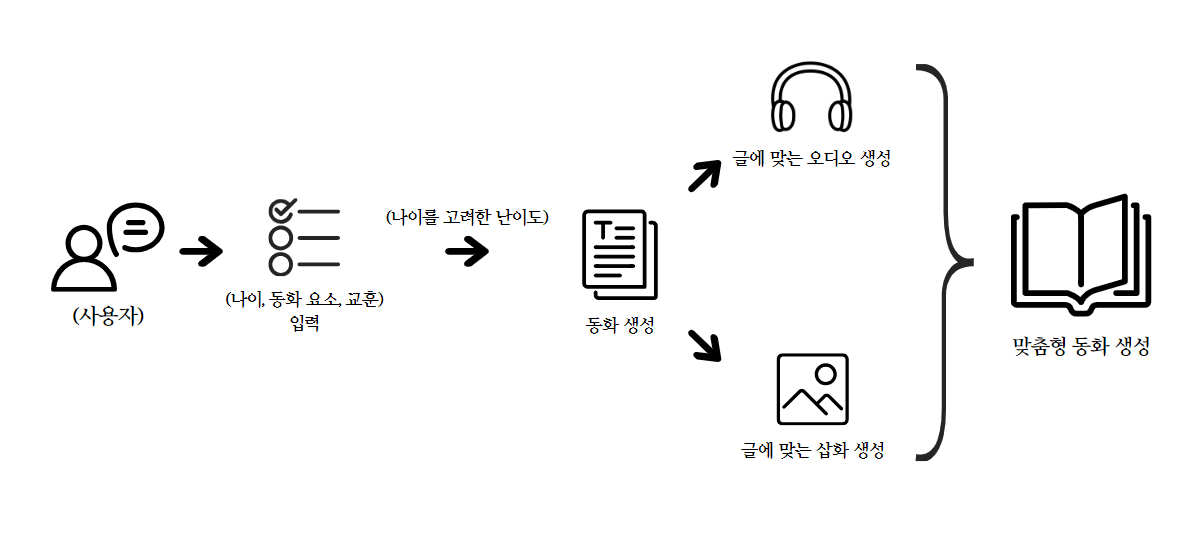 (사용자)
(나이, 동화 요소, 교훈)
입력
(나이를 고려한 난이도)
T
동화 생성
글에 맞는 오디오 생성
글에 맞는 삽화 생성
맞춤형 동화 생성